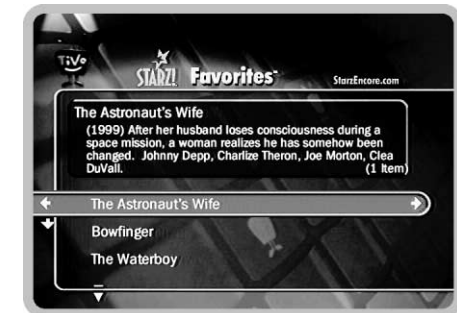 TiVo
STARZ! Favorites
StarzEncore.com
The Astronaut's Wife
(1999) After her husband loses consciousness during a
space mission, a woman realizes he has somehow been
changed. Johnny Depp, Charlize Theron, Joe Morton, Clea
DuVall. (1 Item)
The Astronaut's Wife
Bowfinger
The Waterboy